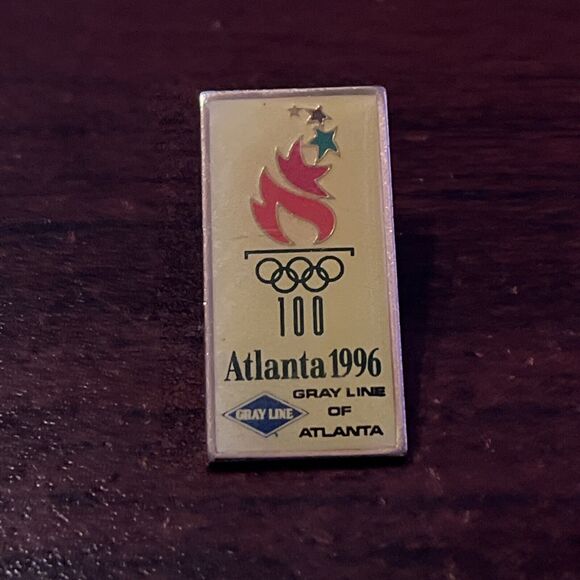 100
Atlanta 1996
GRAY LINE
GRAY LINE
OF
ATLANTA